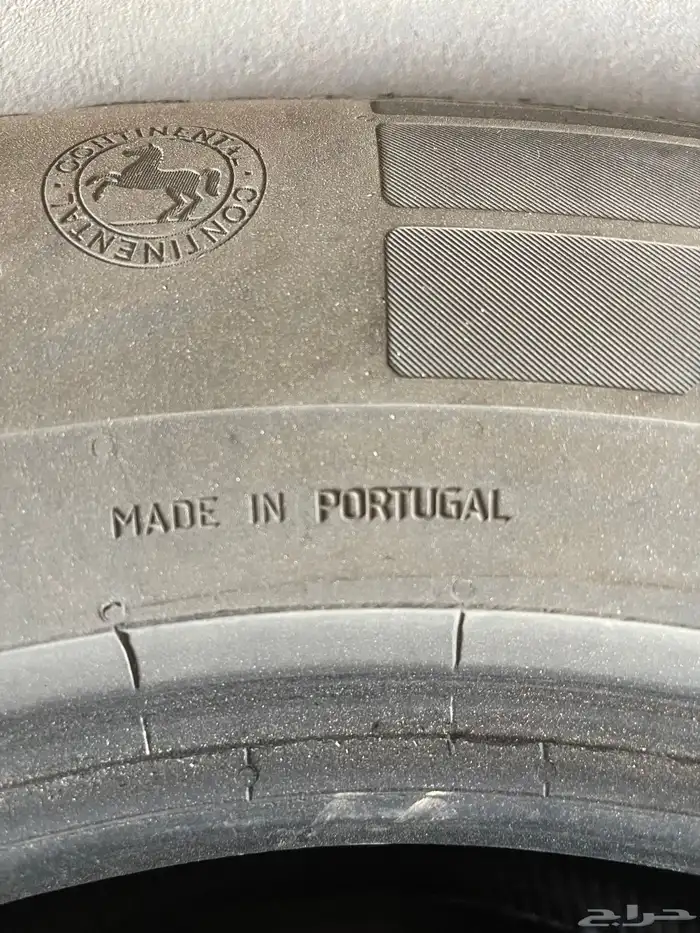 CONTINENTAL · CONTINENTAL ·
MADE IN PORTUGAL
حراج